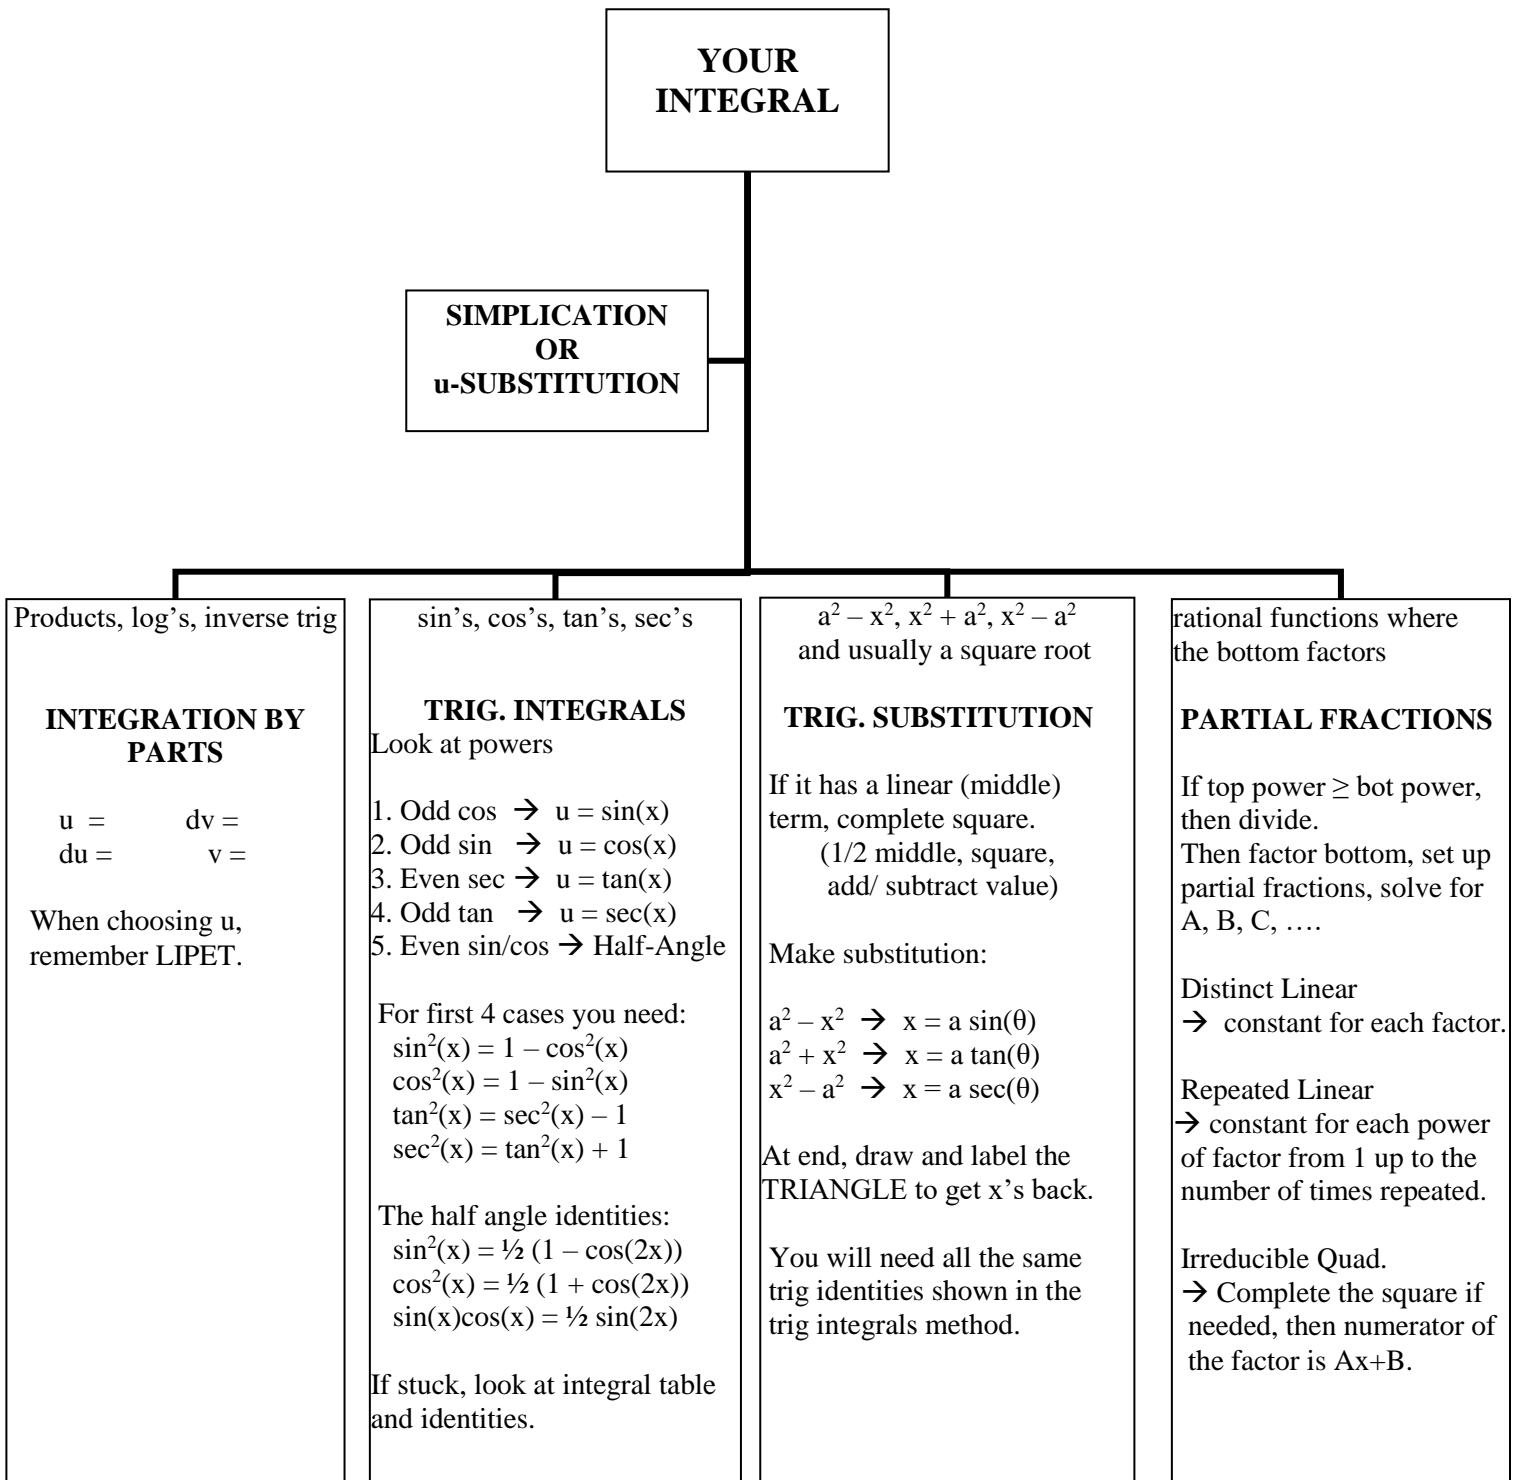 YOUR
INTEGRAL
SIMPLICATION
OR
u-SUBSTITUTION
Products, log’s, inverse trig
INTEGRATION BY
PARTS
u = dv =
du = v =
When choosing u,
remember LIPET.
sin’s, cos’s, tan’s, sec’s
TRIG. INTEGRALS
Look at powers
1. Odd cos → u = sin(x)
2. Odd sin → u = cos(x)
3. Even sec → u = tan(x)
4. Odd tan → u = sec(x)
5. Even sin/cos → Half-Angle
For first 4 cases you need:
sin²(x) = 1 – cos²(x)
cos²(x) = 1 – sin²(x)
tan²(x) = sec²(x) – 1
sec²(x) = tan²(x) + 1
The half angle identities:
sin²(x) = ½ (1 – cos(2x))
cos²(x) = ½ (1 + cos(2x))
sin(x)cos(x) = ½ sin(2x)
If stuck, look at integral table
and identities.
a² – x², x² + a², x² – a²
and usually a square root
TRIG. SUBSTITUTION
If it has a linear (middle)
term, complete square.
(1/2 middle, square,
add/ subtract value)
Make substitution:
a² – x² → x = a sin(θ)
a² + x² → x = a tan(θ)
x² – a² → x = a sec(θ)
At end, draw and label the
TRIANGLE to get x’s back.
You will need all the same
trig identities shown in the
trig integrals method.
rational functions where
the bottom factors
PARTIAL FRACTIONS
If top power ≥ bot power,
then divide.
Then factor bottom, set up
partial fractions, solve for
A, B, C, ….
Distinct Linear
→ constant for each factor.
Repeated Linear
→ constant for each power
of factor from 1 up to the
number of times repeated.
Irreducible Quad.
→ Complete the square if
needed, then numerator of
the factor is Ax+B.